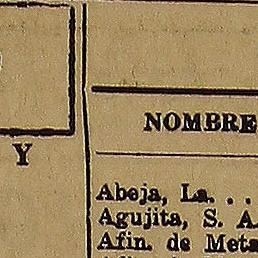 NOMBRE
Y
Abeja, La. . .
Agujita, S. A.
Afin. de Meta